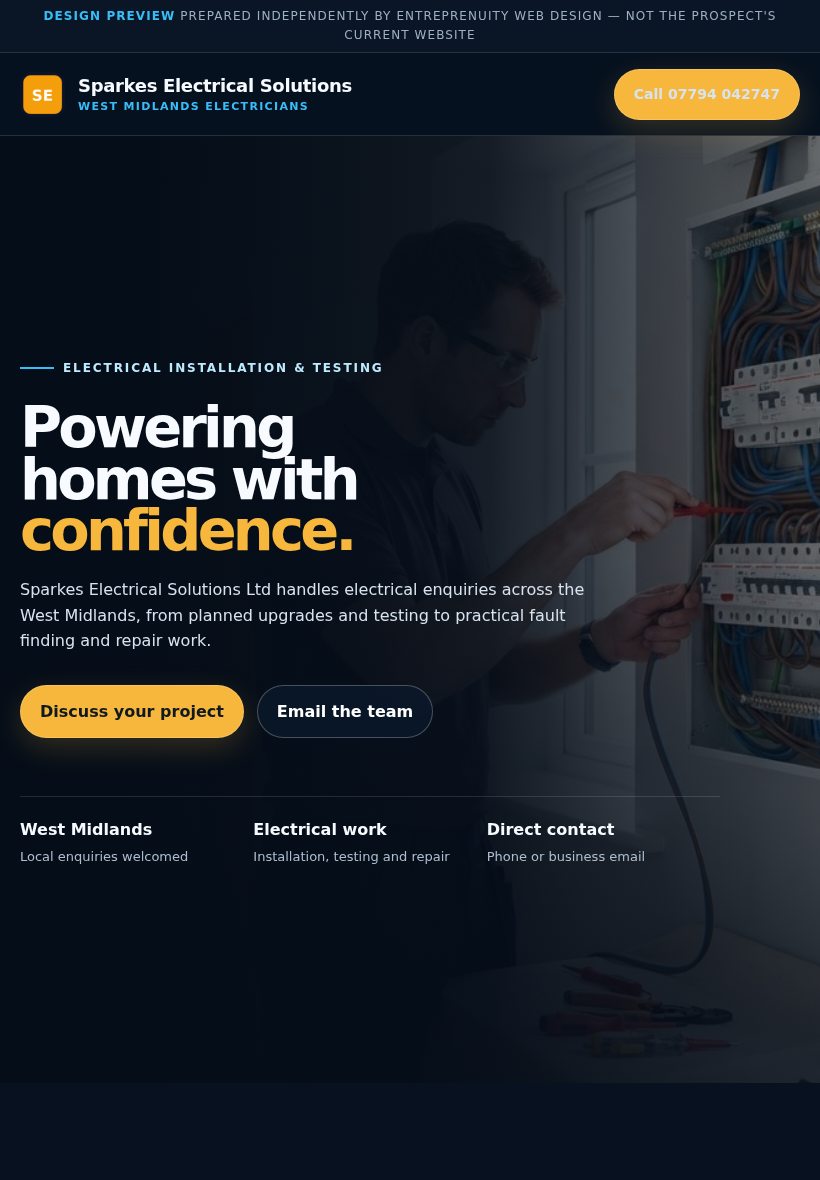 DESIGN PREVIEW PREPARED INDEPENDENTLY BY ENTREPRENUITY WEB DESIGN — NOT THE PROSPECT'S
CURRENT WEBSITE
SE
Sparkes Electrical Solutions
WEST MIDLANDS ELECTRICIANS
Call 07794 042747
ELECTRICAL INSTALLATION & TESTING
Powering
homes with
confidence.
Sparkes Electrical Solutions Ltd handles electrical enquiries across the
West Midlands, from planned upgrades and testing to practical fault
finding and repair work.
Discuss your project
Email the team
West Midlands
Electrical work
Direct contact
Local enquiries welcomed
Installation, testing and repair
Phone or business email